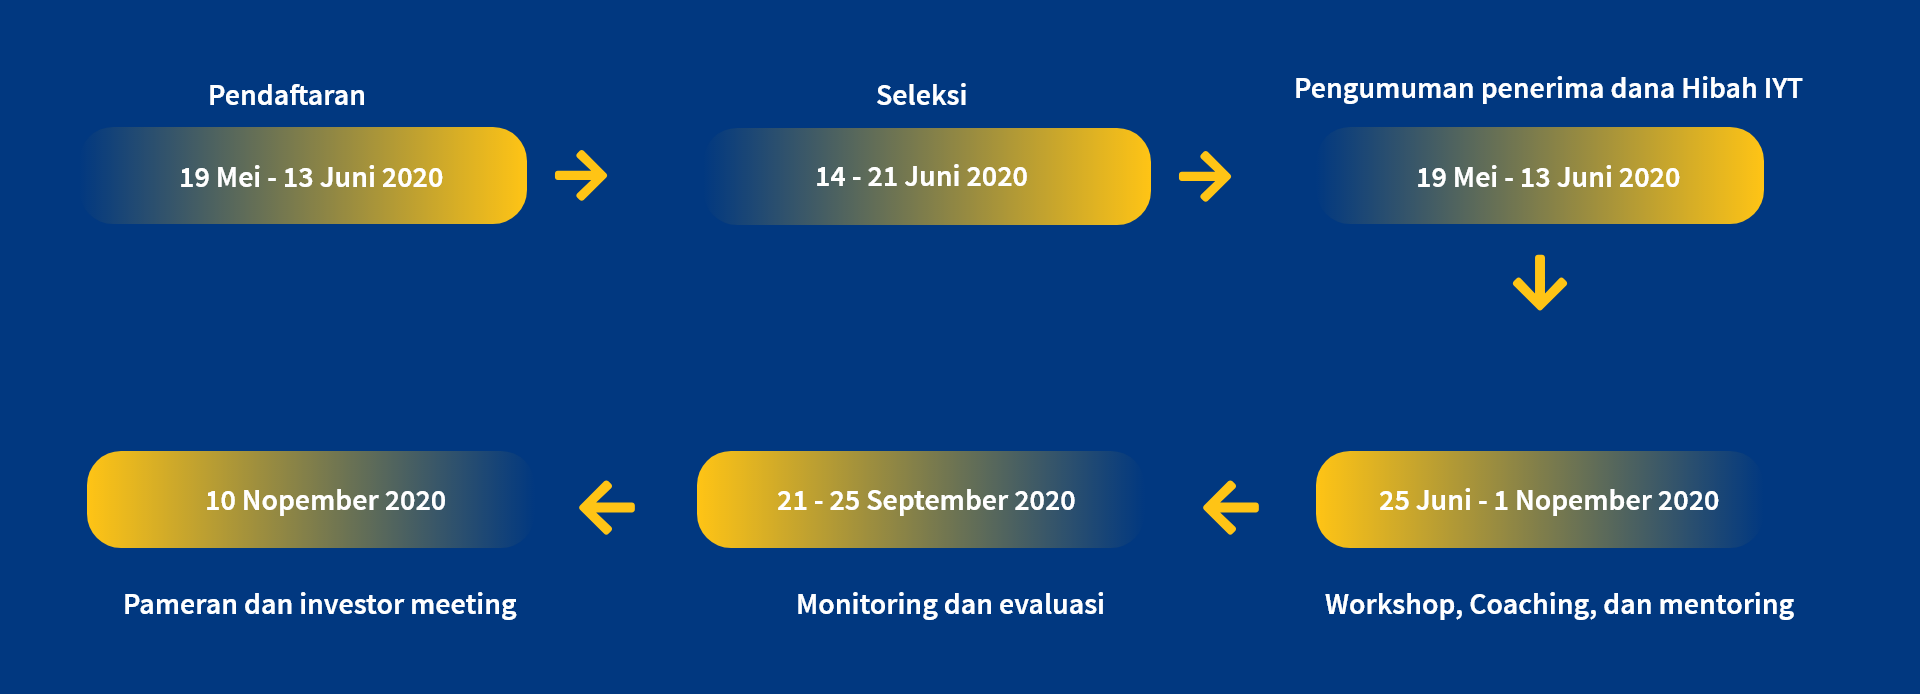 Pendaftaran
19 Mei - 13 Juni 2020
Seleksi
14 - 21 Juni 2020
Pengumuman penerima dana Hibah IYT
19 Mei - 13 Juni 2020
25 Juni - 1 Nopember 2020
Workshop, Coaching, dan mentoring
21 - 25 September 2020
Monitoring dan evaluasi
10 Nopember 2020
Pameran dan investor meeting